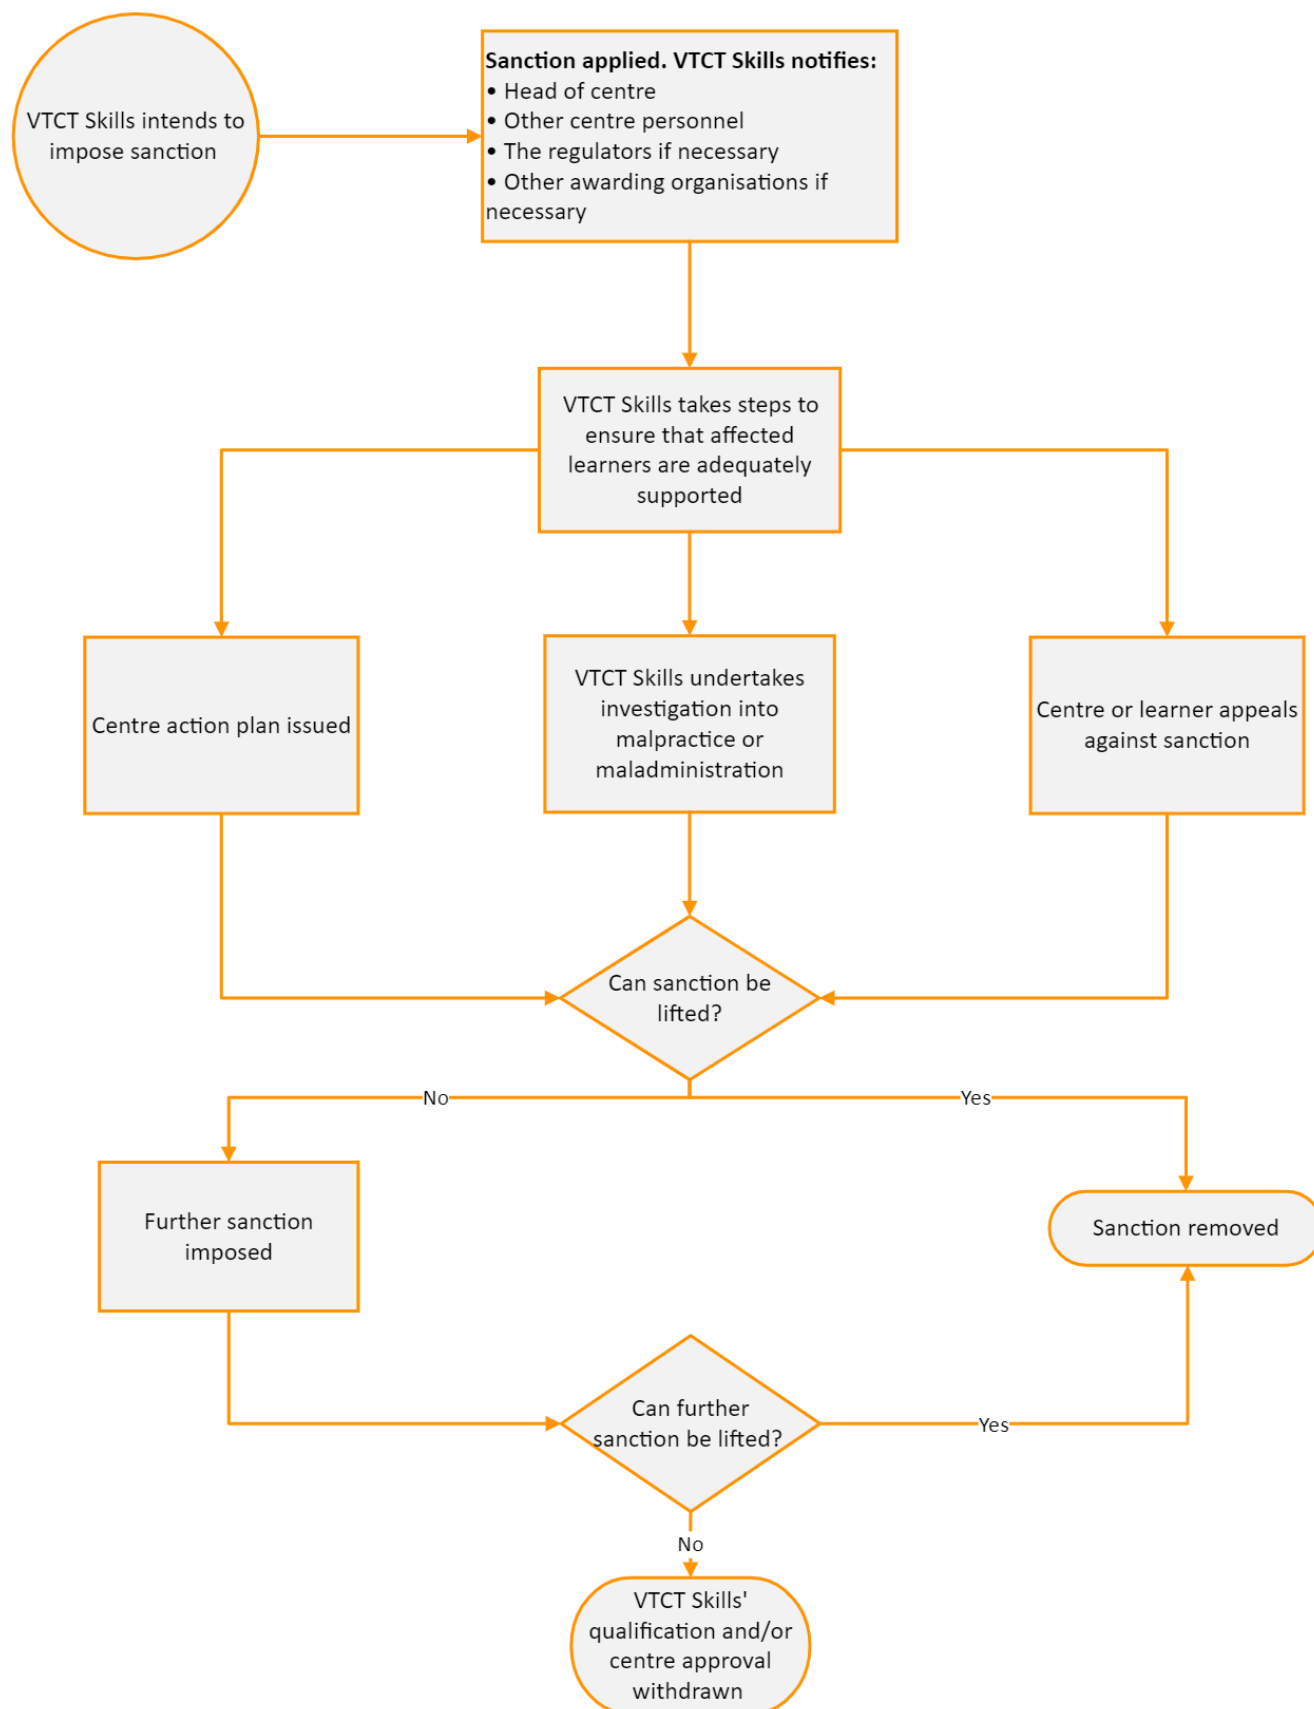 VTCT Skills intends to
impose sanction
Sanction applied. VTCT Skills notifies:
• Head of centre
• Other centre personnel
• The regulators if necessary
• Other awarding organisations if
necessary
VTCT Skills takes steps to
ensure that affected
learners are adequately
supported
Centre action plan issued
VTCT Skills undertakes
investigation into
malpractice or
maladministration
Centre or learner appeals
against sanction
Can sanction be
lifted?
No
Yes
Further sanction
imposed
Sanction removed
Can further
sanction be lifted?
Yes
No
VTCT Skills'
qualification and/or
centre approval
withdrawn